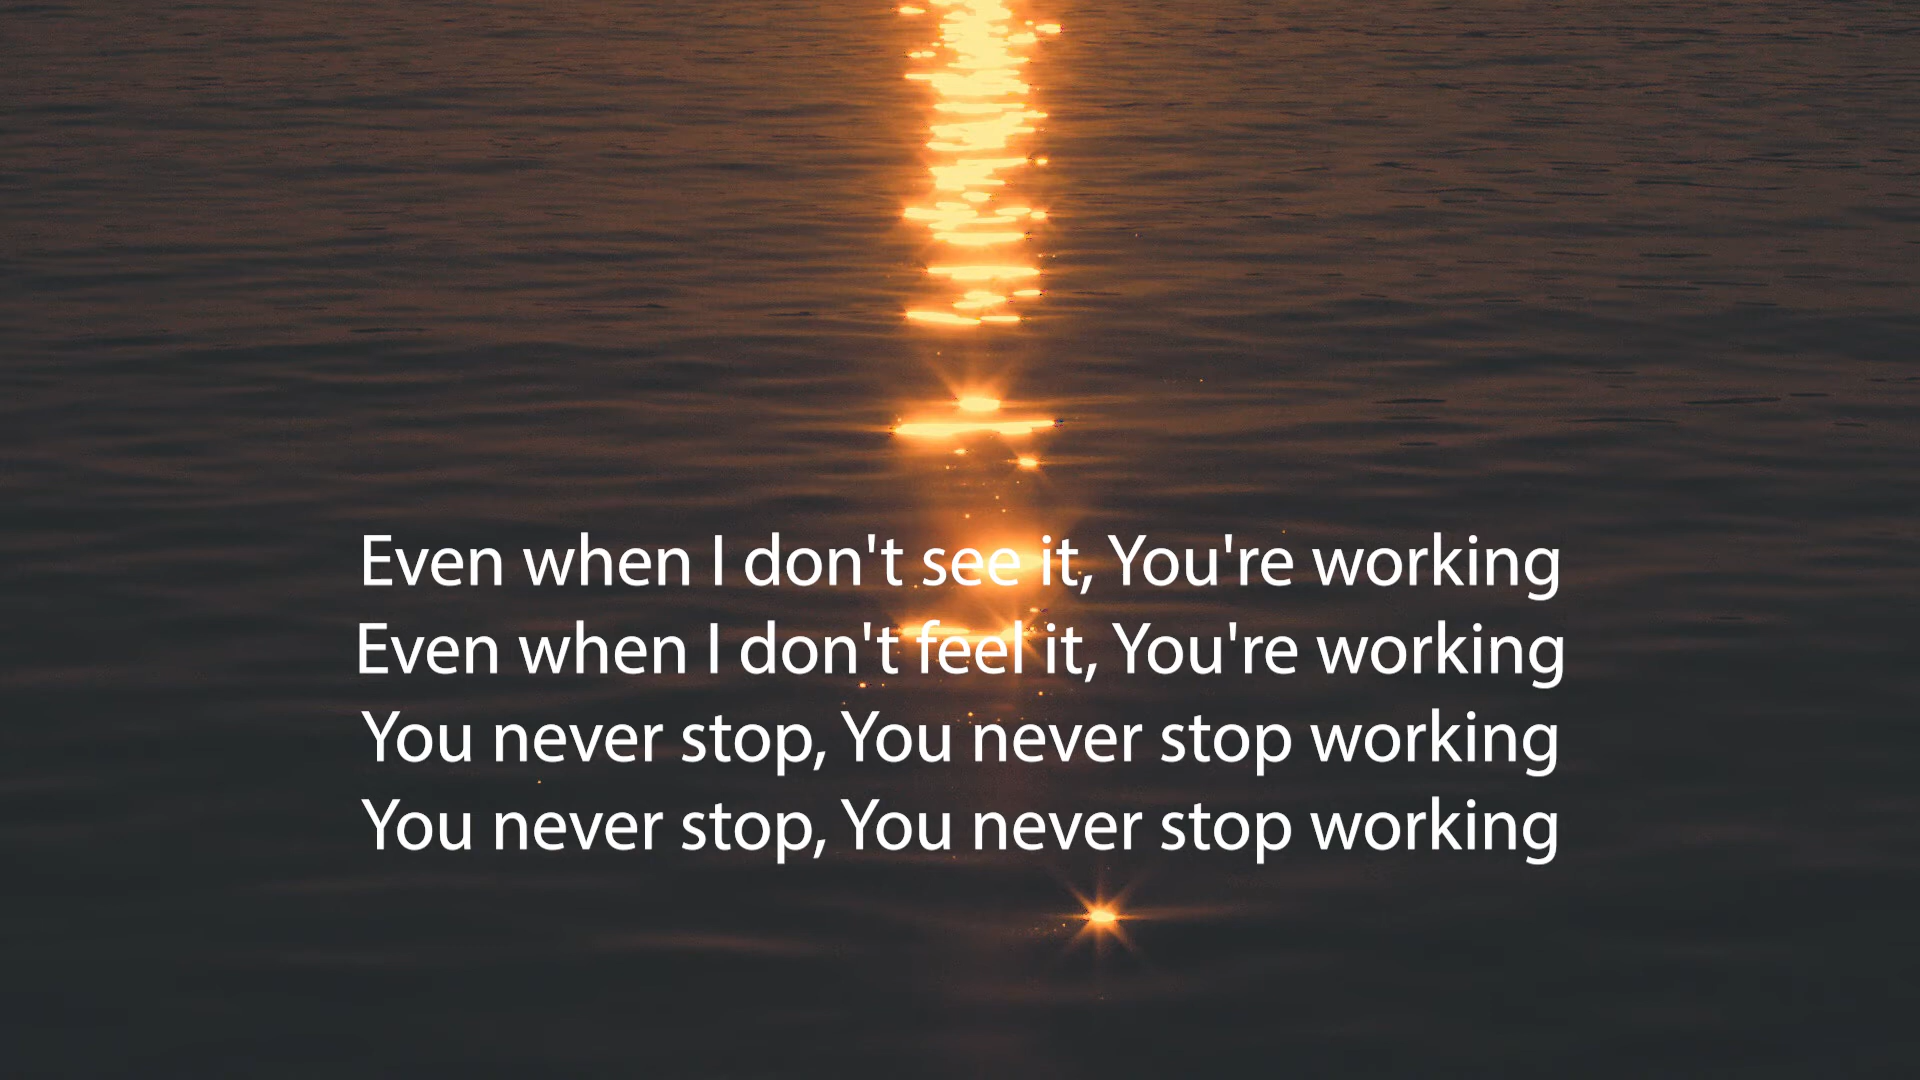 Even when I don't see it, You're working
Even when I don't feel it, You're working
You never stop, You never stop working
You never stop, You never stop working